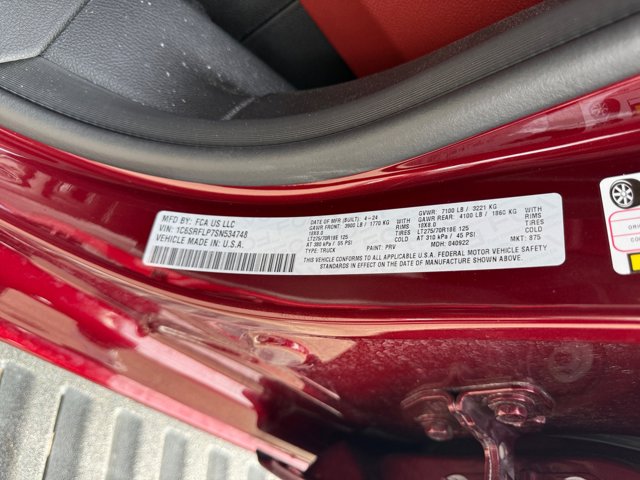 MFD BY: FCA US LLC
VIN: 1C6SRFLP7SN534748
VEHICLE MADE IN: U.S.A.
DATE OF MFR (BUILT): 4-24
GAWR FRONT: 3900 LB / 1770 KG
WITH
18X8.0 RIMS
LT275/70R18E 125 TIRES
AT 380 kPa / 55 PSI COLD
TYPE: TRUCK
PAINT: PRV
GVWR: 7100 LB / 3221 KG
GAWR REAR: 4100 LB / 1860 KG
WITH
18X8.0 RIMS
LT275/70R18E 125 TIRES
AT 310 kPa / 45 PSI COLD
MDH: 040922
MKT: 875
THIS VEHICLE CONFORMS TO ALL APPLICABLE U.S.A. FEDERAL MOTOR VEHICLE SAFETY
STANDARDS IN EFFECT ON THE DATE OF MANUFACTURE SHOWN ABOVE.